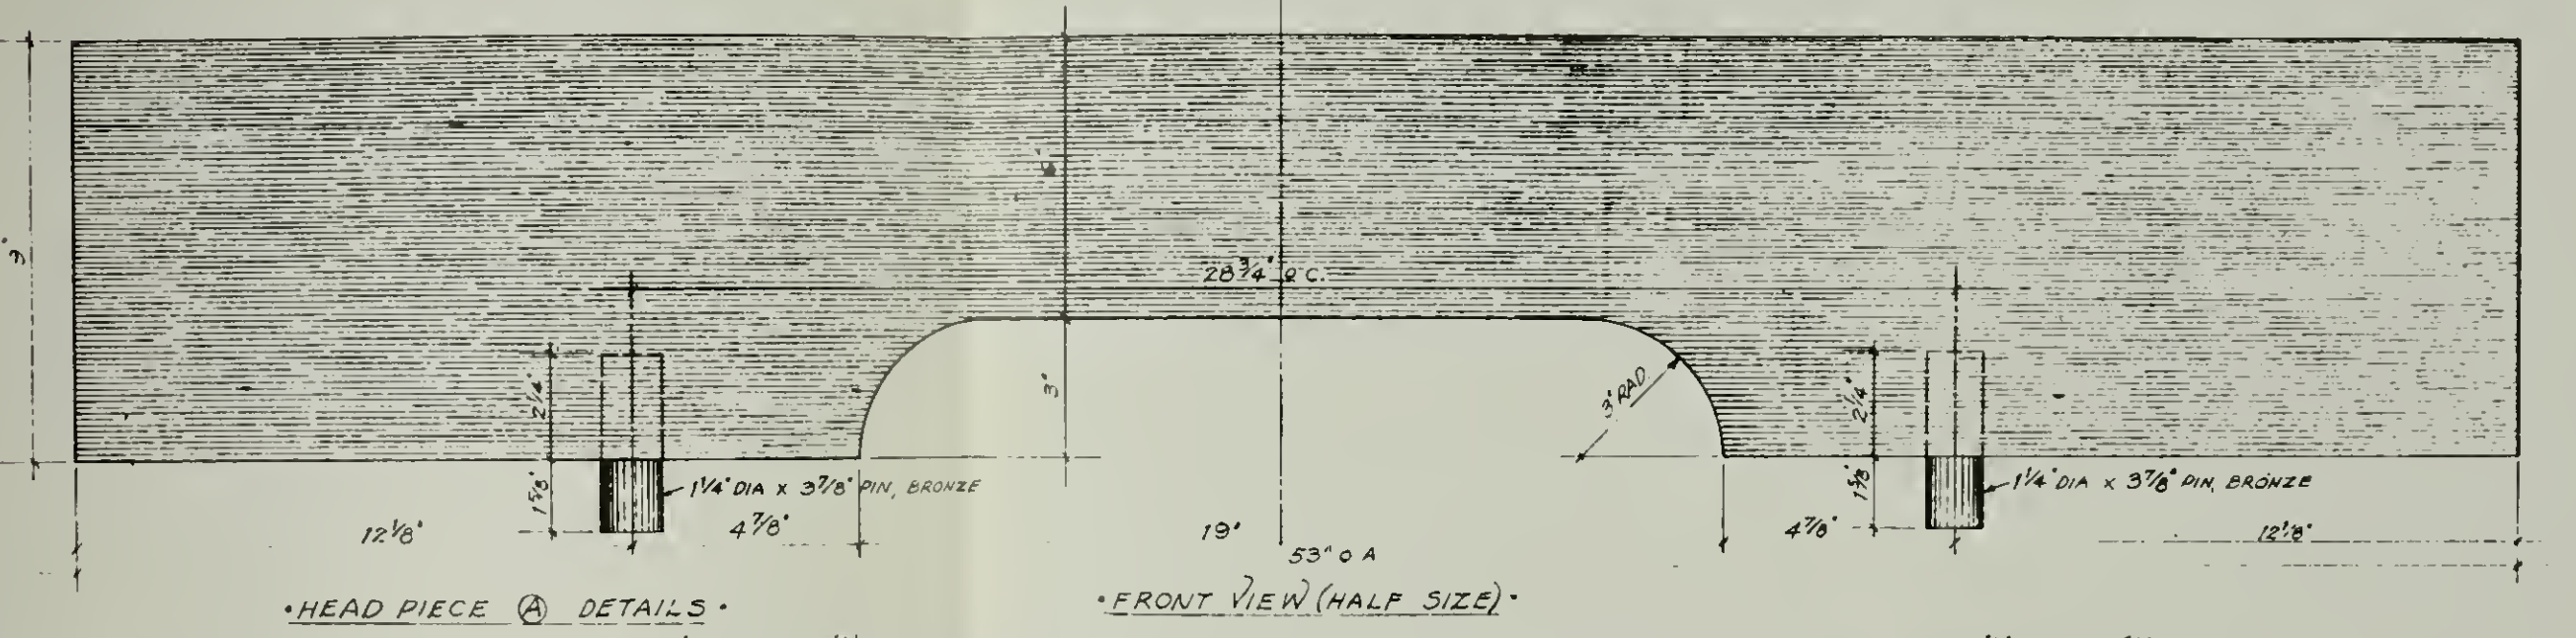 28 3/4" O.C.
3"
3" RAD.
2 1/4"
2 1/4"
1 5/8"
1 5/8"
1 1/4" DIA x 3 7/8" PIN, BRONZE
1 1/4" DIA x 3 7/8" PIN, BRONZE
12 1/8"
4 7/8"
19"
4 7/8"
12 1/8"
53" O A
·HEAD PIECE Ⓐ DETAILS·
·FRONT VIEW (HALF SIZE)·